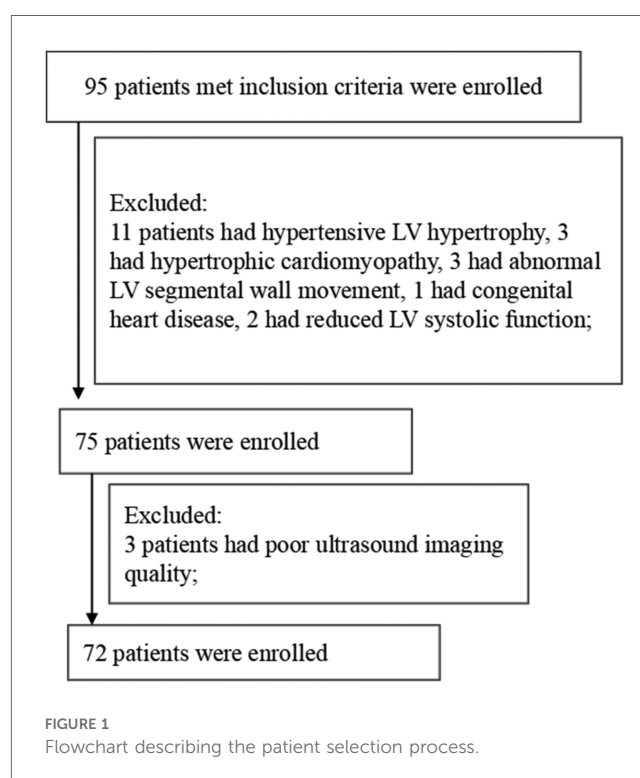 95 patients met inclusion criteria were enrolled
Excluded:
11 patients had hypertensive LV hypertrophy, 3
had hypertrophic cardiomyopathy, 3 had abnormal
LV segmental wall movement, 1 had congenital
heart disease, 2 had reduced LV systolic function;
75 patients were enrolled
Excluded:
3 patients had poor ultrasound imaging
quality;
72 patients were enrolled
FIGURE 1
Flowchart describing the patient selection process.